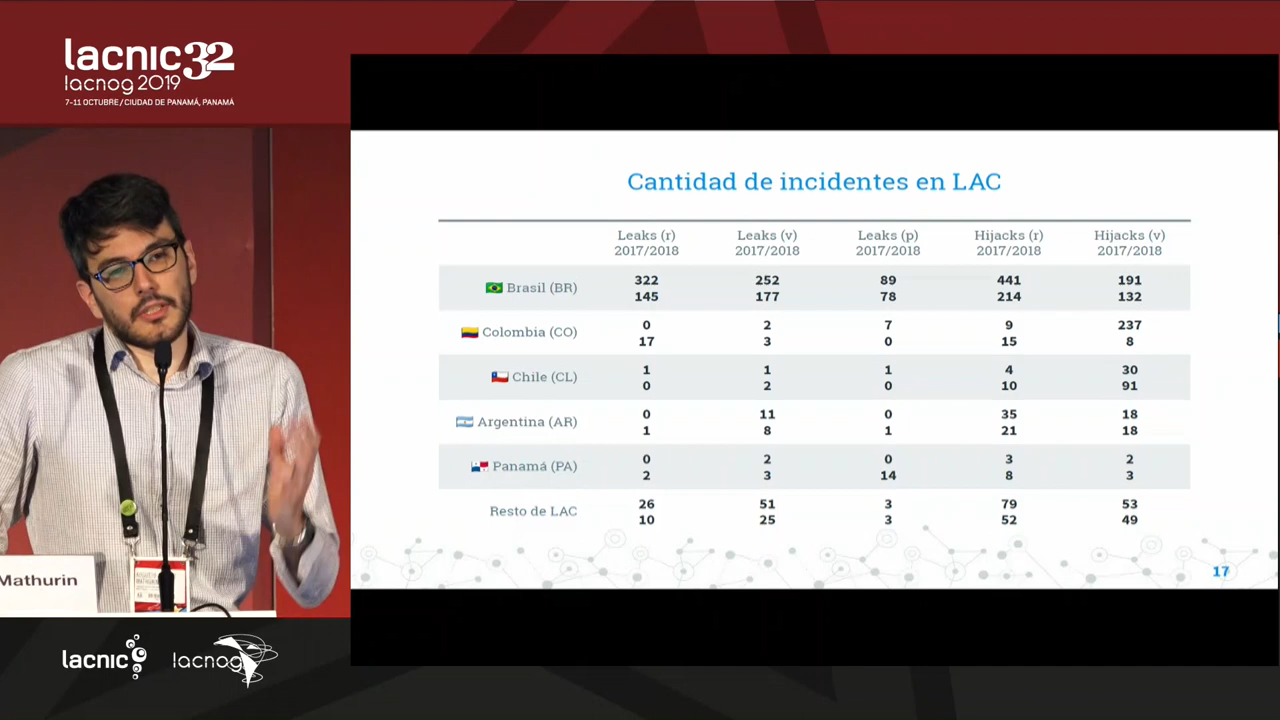 lacnic 32
lacnog 2019
7-11 OCTUBRE / CIUDAD DE PANAMÁ, PANAMÁ
Cantidad de incidentes en LAC
Leaks (r) Leaks (v) Leaks (p) Hijacks (r) Hijacks (v)
2017/2018 2017/2018 2017/2018 2017/2018 2017/2018
322 252 89 441 191
Brasil (BR)
145 177 78 214 132
0 2 7 9 237
Colombia (CO)
17 3 0 15 8
1 1 1 4 30
Chile (CL)
0 2 0 10 91
0 11 0 35 18
Argentina (AR)
1 8 1 21 18
0 2 0 3 2
Panamá (PA)
2 3 14 8 3
26 51 3 79 53
Resto de LAC
10 25 3 52 49
17
Mathurin
lacnic
lacnog